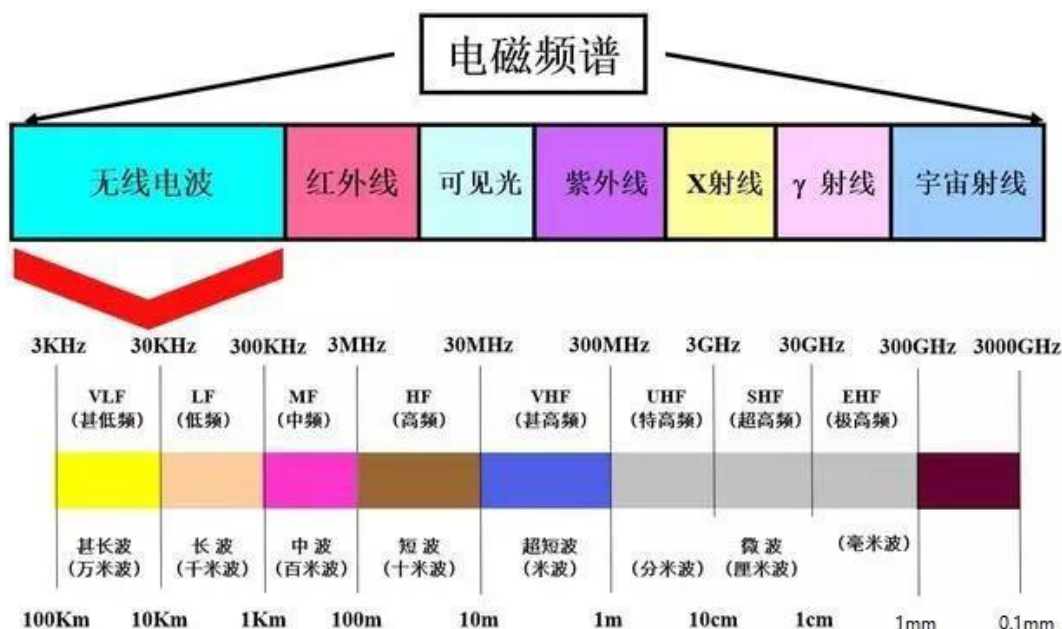 电磁频谱
无线电波 红外线 可见光 紫外线 X射线 γ 射线 宇宙射线
3KHz 30KHz 300KHz 3MHz 30MHz 300MHz 3GHz 30GHz 300GHz 3000GHz
VLF LF MF HF VHF UHF SHF EHF
(甚低频) (低频) (中频) (高频) (甚高频) (特高频) (超高频) (极高频)
甚长波 长 波 中 波 短 波 超短波 微 波
(万米波) (千米波) (百米波) (十米波) (米波) (分米波) (厘米波) (毫米波)
100Km 10Km 1Km 100m 10m 1m 10cm 1cm 1mm 0.1mm